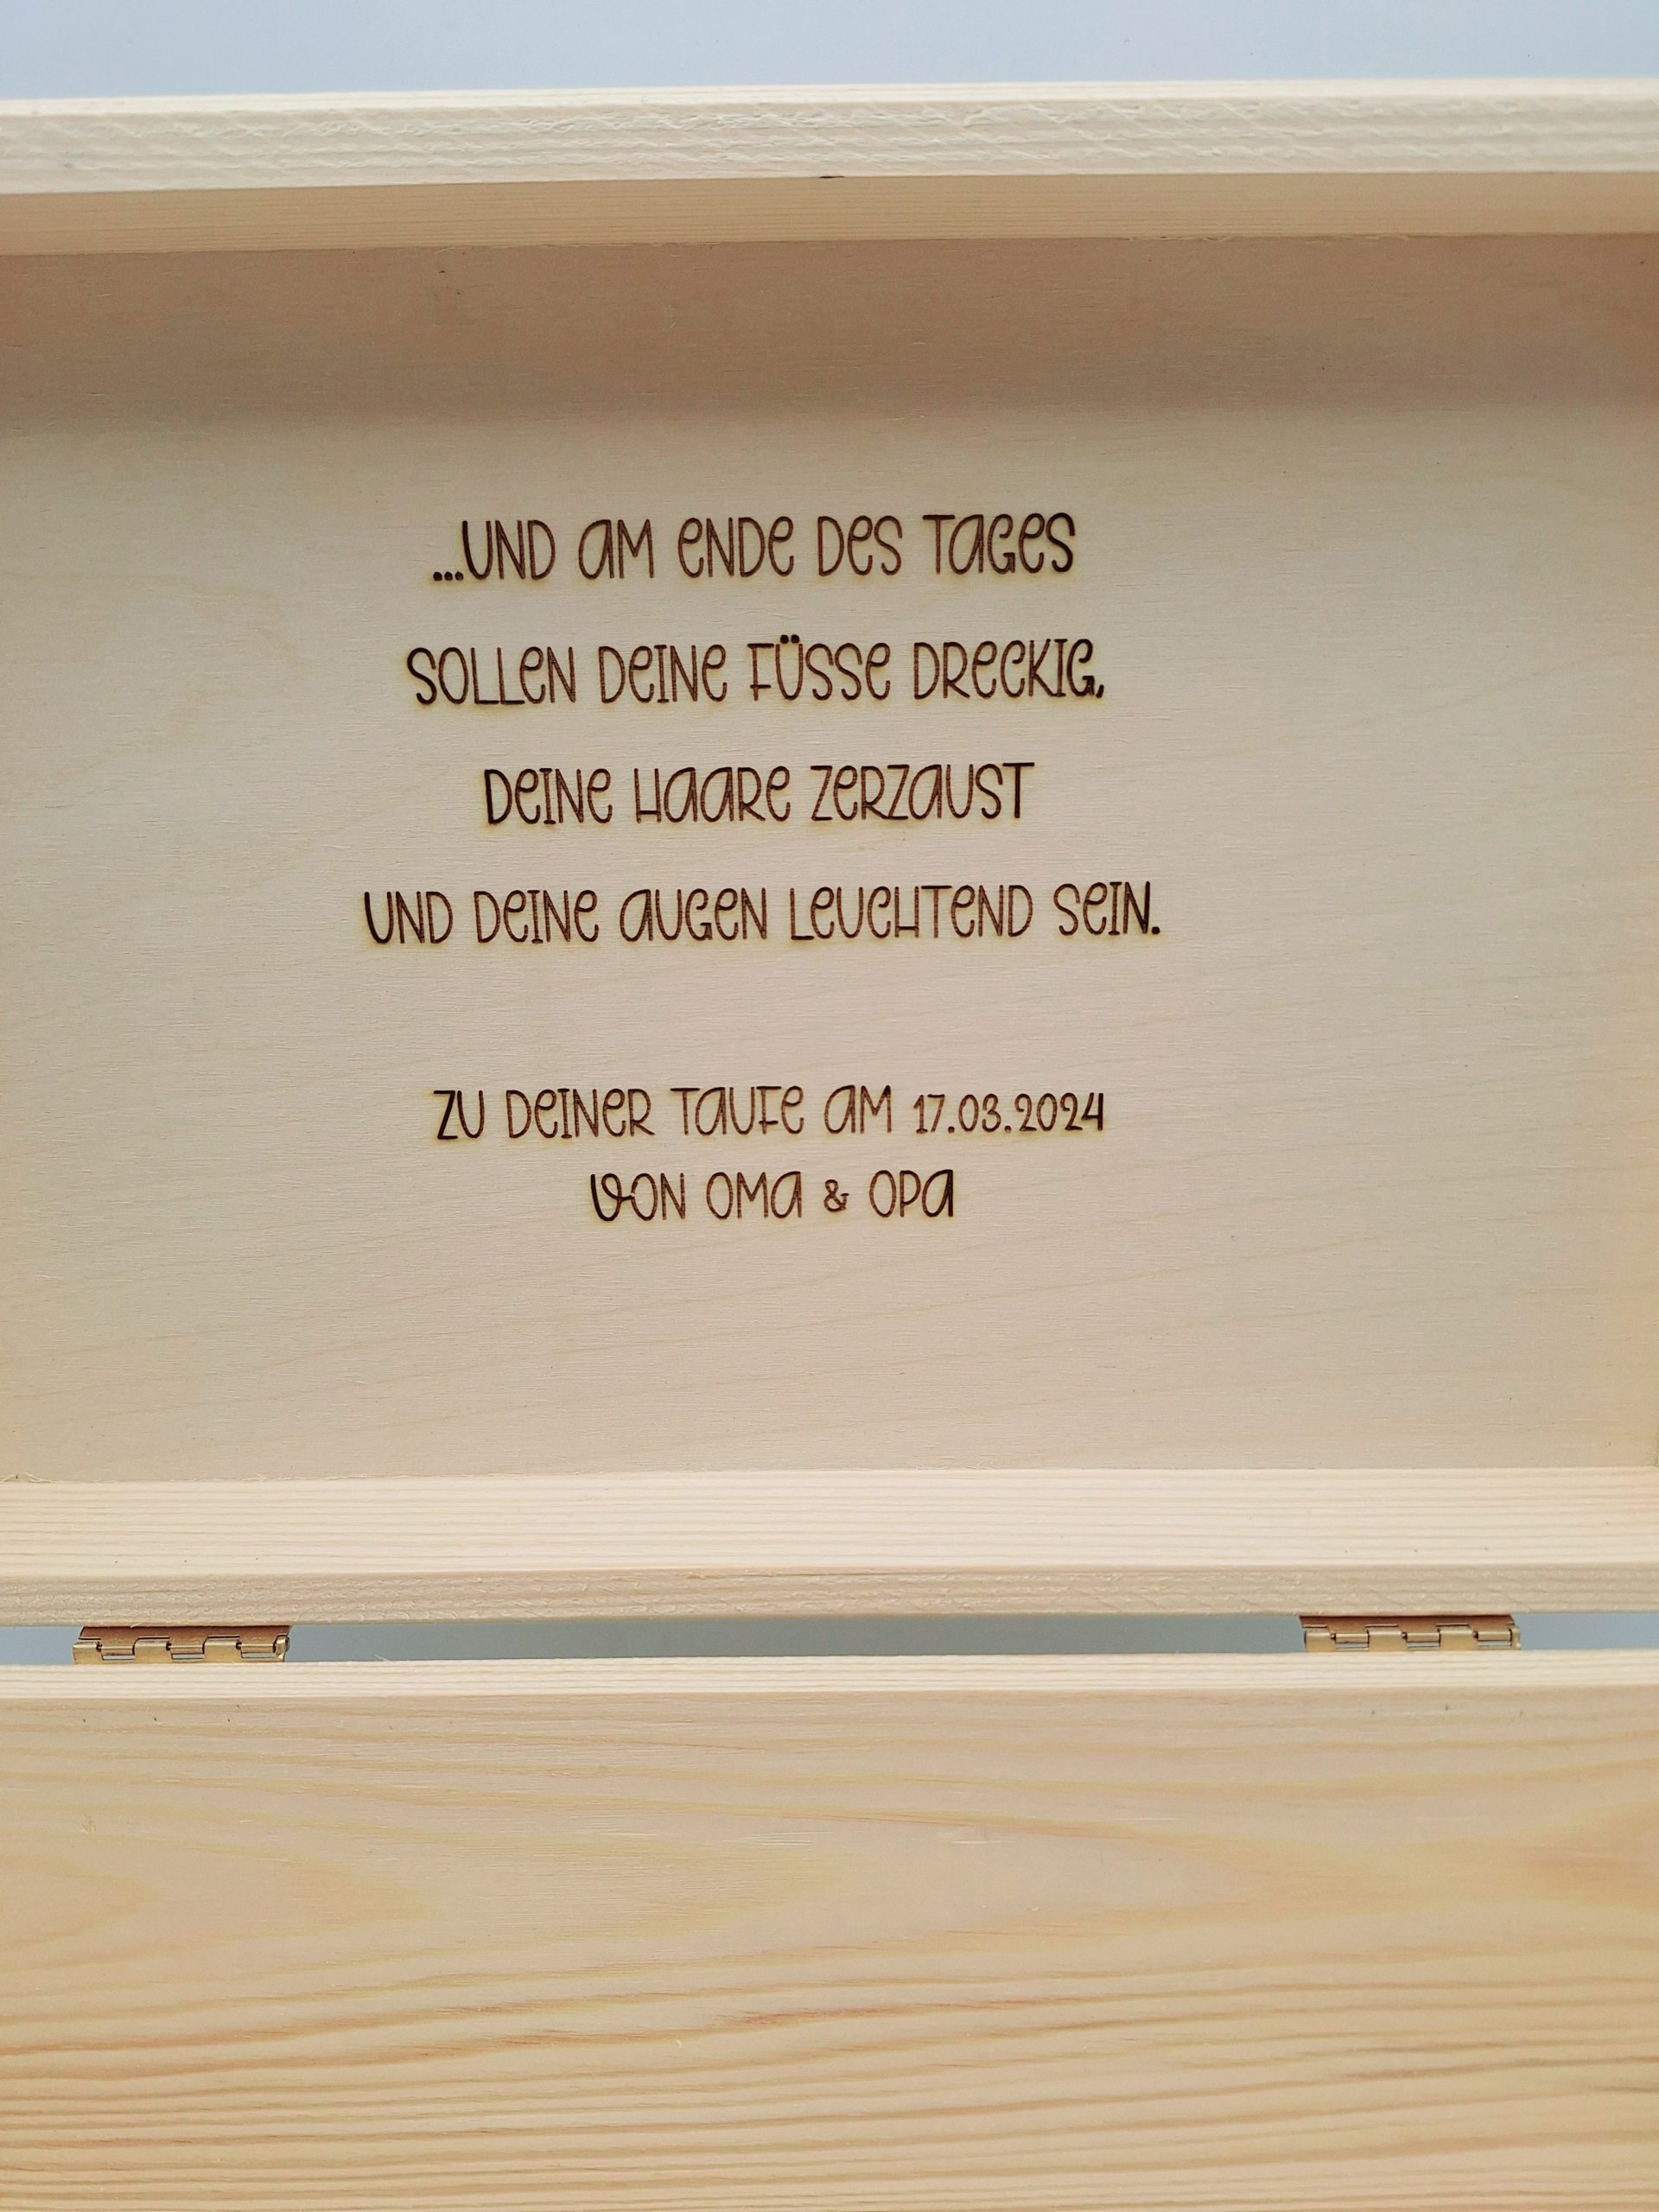 ...UND AM ENDE DES TAGES
SOLLEN DEINE FÜSSE DRECKIG,
DEINE HAARE ZERZAUST
UND DEINE AUGEN LEUCHTEND SEIN.
ZU DEINER TAUFE AM 17.03.2024
VON OMA & OPA